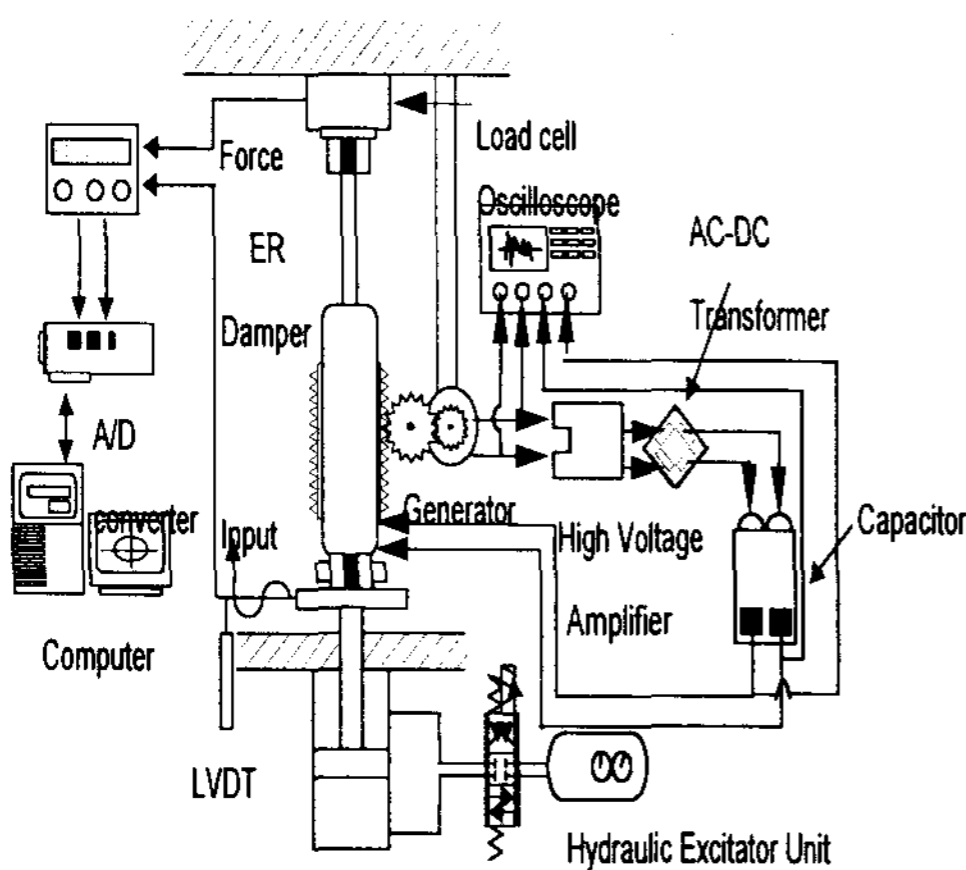 Load cell
Force
Oscilloscope
AC-DC
ER
Transformer
Damper
A/D
converter
Generator
Input
High Voltage
Capacitor
Amplifier
Computer
LVDT
Hydraulic Excitator Unit